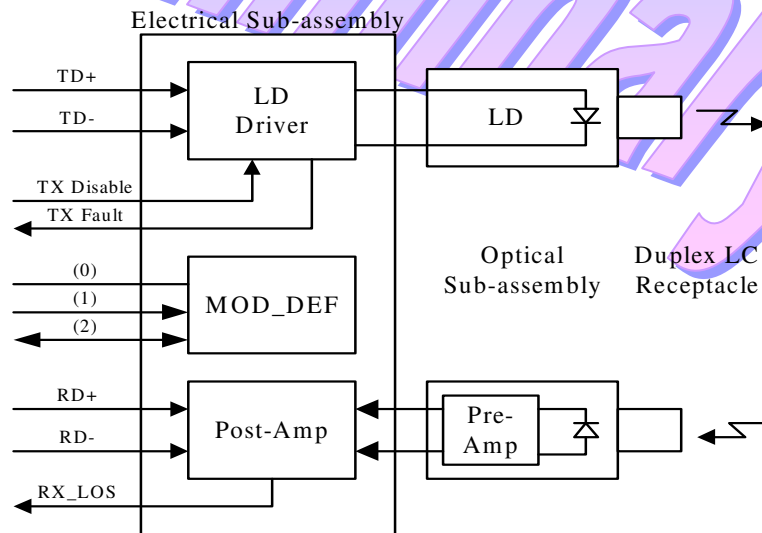 Electrical Sub-assembly
TD+
TD-
LD
Driver
LD
TX Disable
TX Fault
(0)
(1)
(2)
MOD_DEF
Optical
Sub-assembly
Duplex LC
Receptacle
RD+
RD-
Post-Amp
Pre-
Amp
RX_LOS